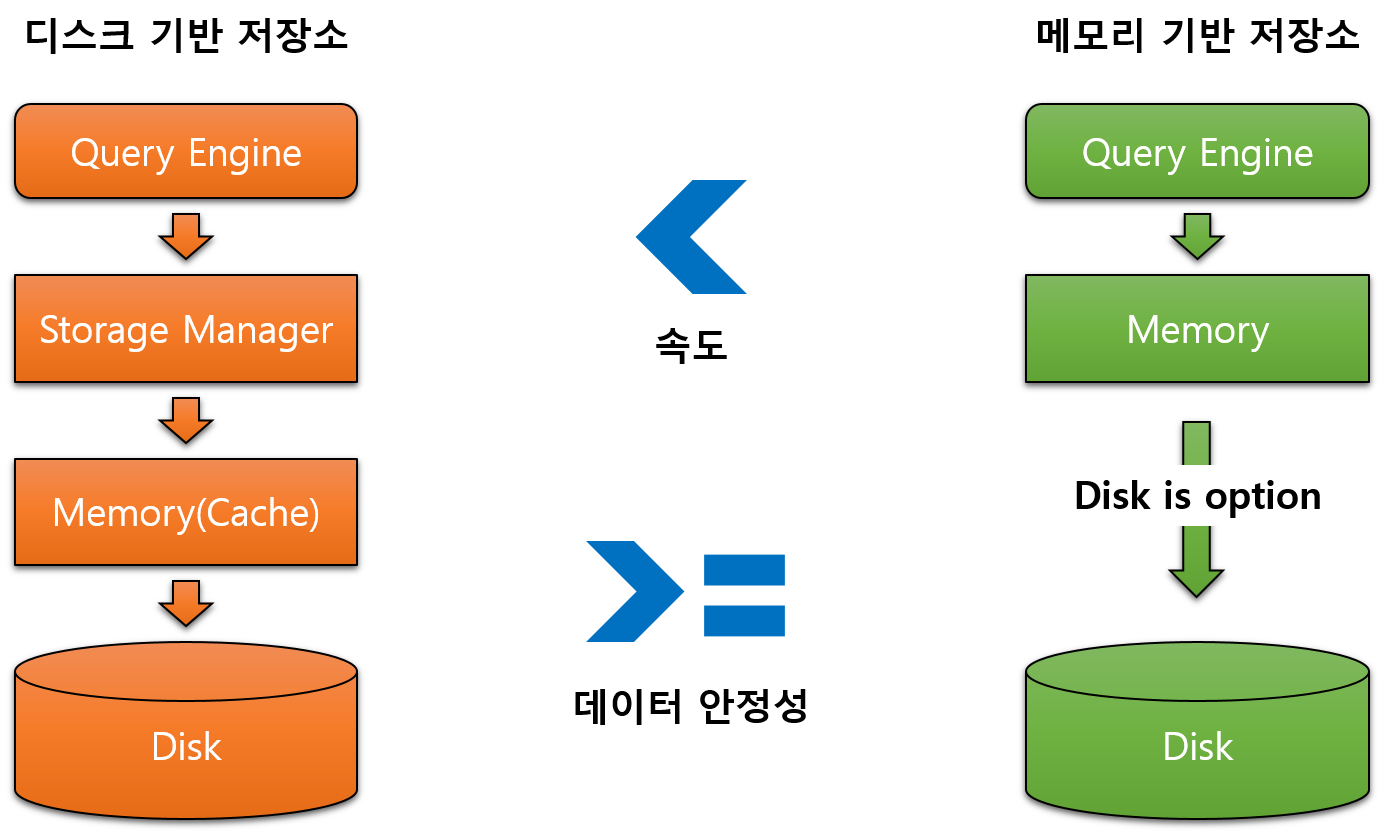 디스크 기반 저장소
Query Engine
Storage Manager
Memory(Cache)
Disk
속도
데이터 안정성
메모리 기반 저장소
Query Engine
Memory
Disk is option
Disk